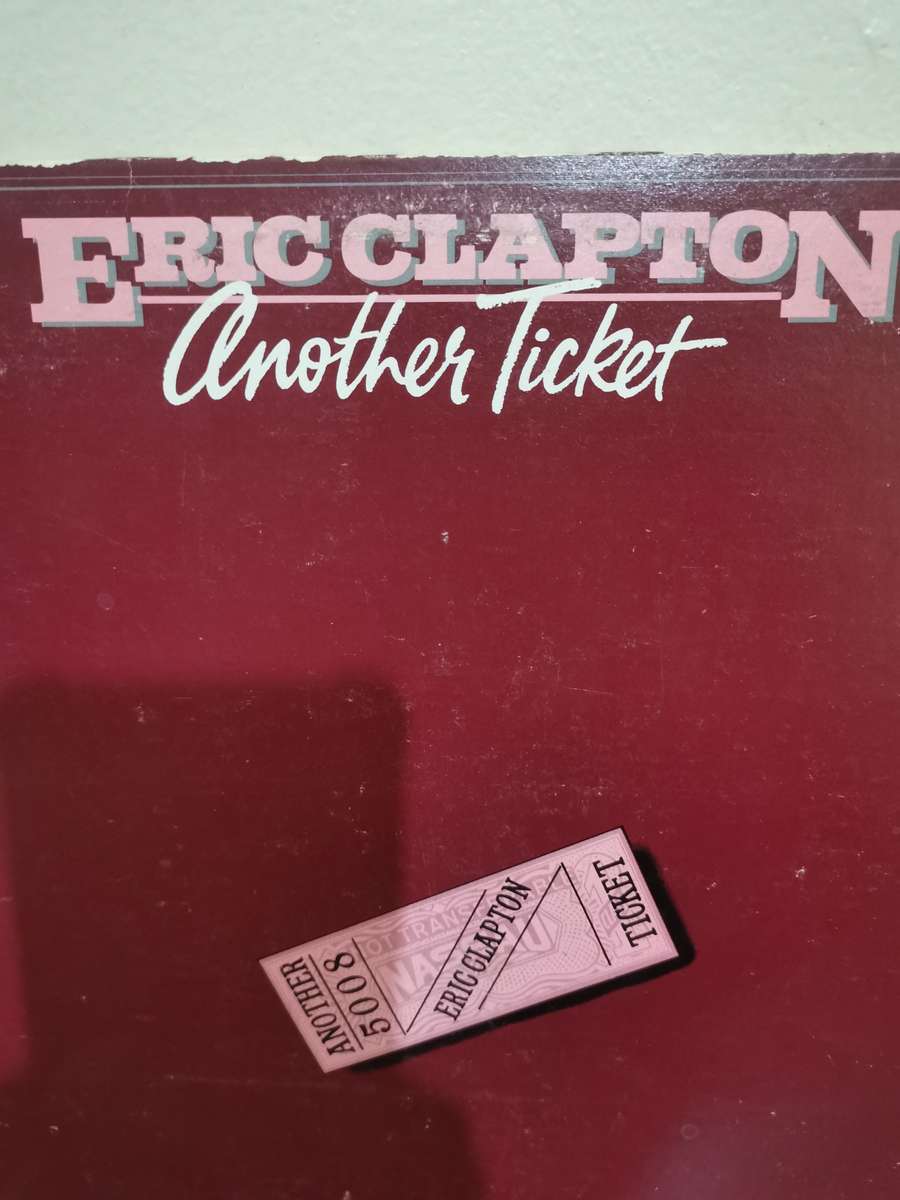 ERIC CLAPTON
Another Ticket
ANOTHER
5008
ERIC CLAPTON
TICKET